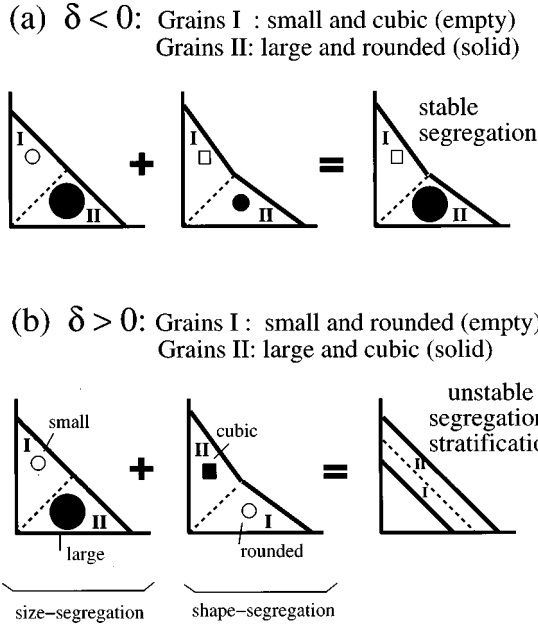 (a) δ < 0: Grains I : small and cubic (empty)
Grains II: large and rounded (solid)
stable
segregation
I
II
+
I
II
=
I
II
(b) δ > 0: Grains I : small and rounded (empty)
Grains II: large and cubic (solid)
unstable
segregation
stratificatio
small
I
II
large
+
cubic
II
I
rounded
=
II
I
size-segregation
shape-segregation